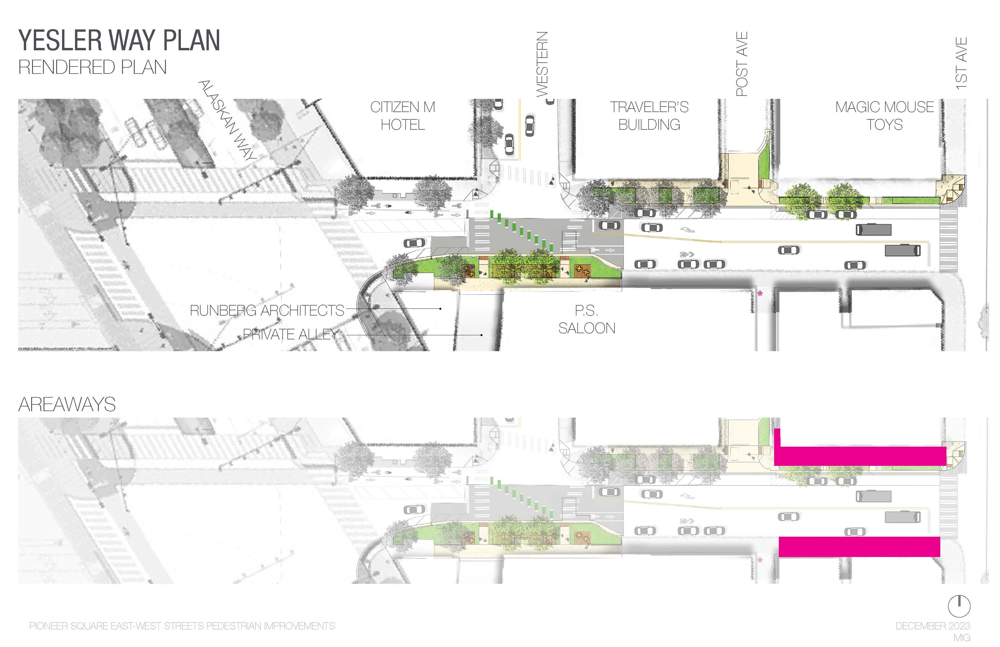 YESLER WAY PLAN
RENDERED PLAN
ALASKAN WAY
WESTERN
POST AVE
1ST AVE
CITIZEN M
HOTEL
TRAVELER'S
BUILDING
MAGIC MOUSE
TOYS
RUNBERG ARCHITECTS
PRIVATE ALLEY
P.S.
SALOON
*
AREAWAYS
*
PIONEER SQUARE EAST-WEST STREETS PEDESTRIAN IMPROVEMENTS
DECEMBER 2023
MIG